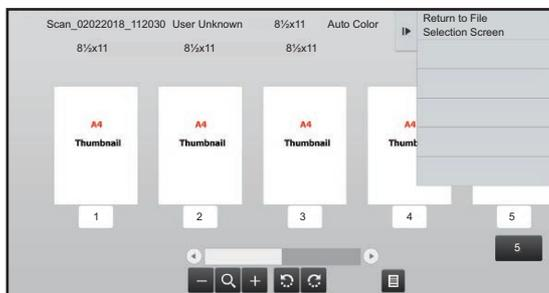 Scan_02022018_112030 User Unknown 8½x11 Auto Color
8½x11 8½x11 8½x11
Return to File
Selection Screen
A4 A4 A4 A4
Thumbnail Thumbnail Thumbnail Thumb
1 2 3 4 5
5